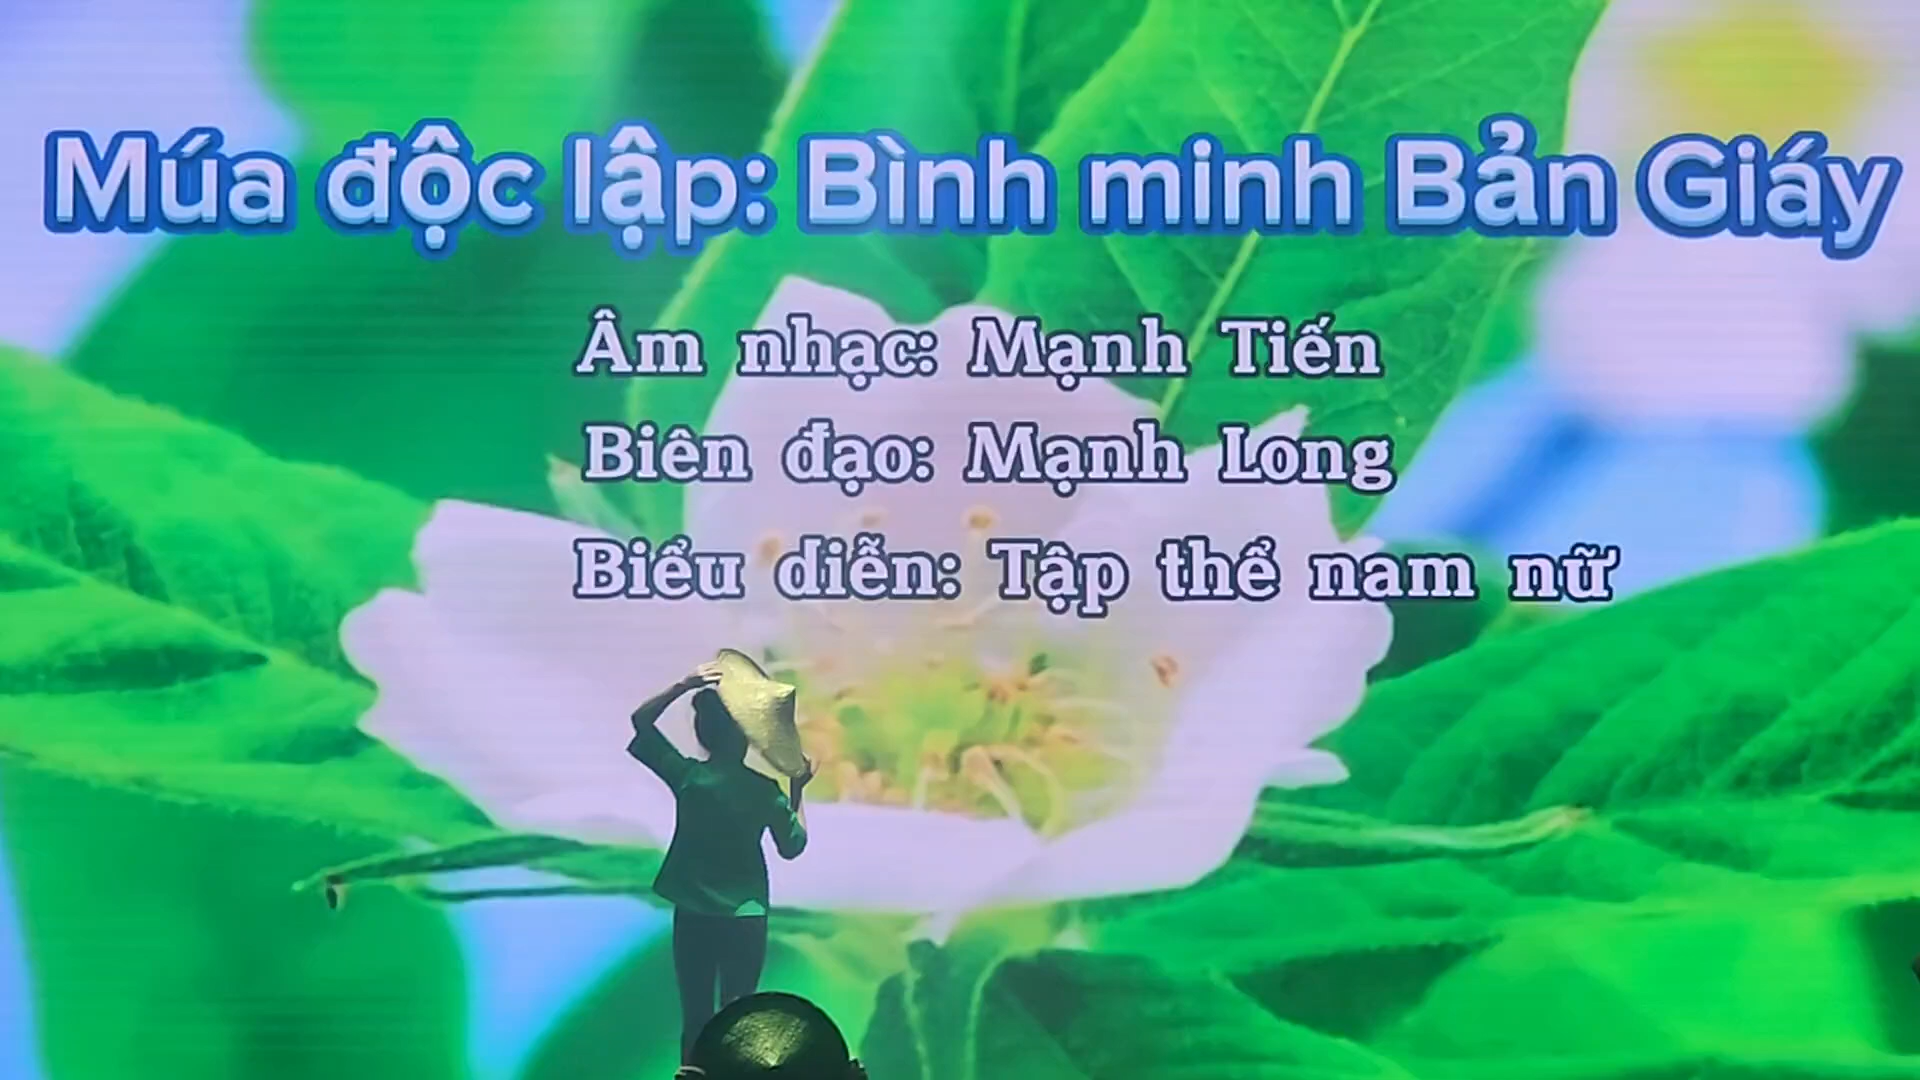 Múa độc lập: Bình minh Bản Giáy
Âm nhạc: Mạnh Tiến
Biên đạo: Mạnh Long
Biểu diễn: Tập thể nam nữ